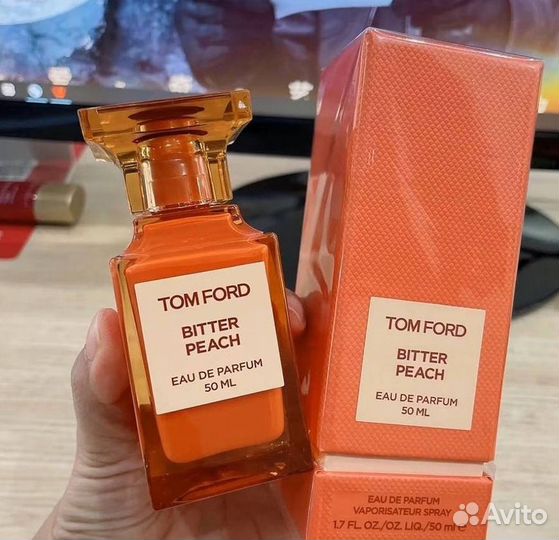 TOM FORD
BITTER
PEACH
EAU DE PARFUM
50 ML
TOM FORD
BITTER
PEACH
EAU DE PARFUM
50 ML
EAU DE PARFUM
VAPORISATEUR SPRAY
1.7 FL. OZ./OZ. LIQ./50 ml ℮
Avito